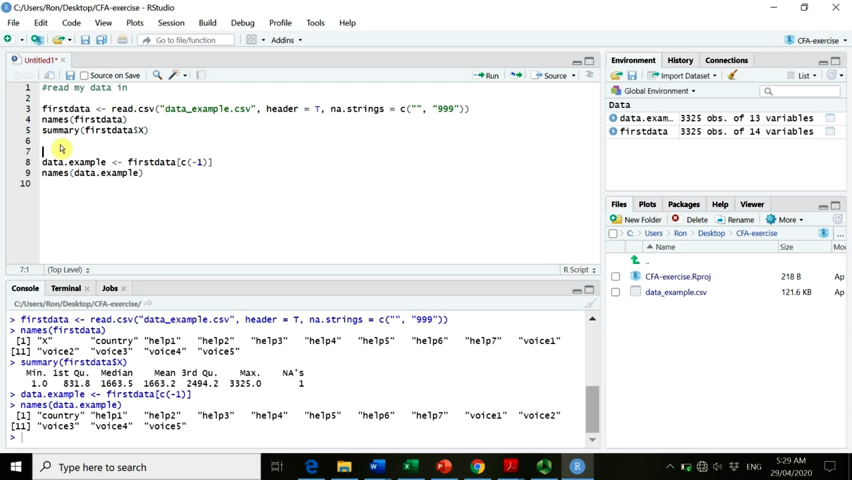 C:/Users/Ron/Desktop/CFA-exercise - RStudio
File Edit Code View Plots Session Build Debug Profile Tools Help
Go to file/function Addins CFA-exercise
Untitled1*
Source on Save Run Source
1 #read my data in
2
3 firstdata <- read.csv("data_example.csv", header = T, na.strings = c("", "999"))
4 names(firstdata)
5 summary(firstdata$X)
6
7
8 data.example <- firstdata[c(-1)]
9 names(data.example)
10
7:1 (Top Level) R Script
Console Terminal Jobs
C:/Users/Ron/Desktop/CFA-exercise/
> firstdata <- read.csv("data_example.csv", header = T, na.strings = c("", "999"))
> names(firstdata)
[1] "X" "country" "help1" "help2" "help3" "help4" "help5" "help6" "help7" "voice1"
[11] "voice2" "voice3" "voice4" "voice5"
> summary(firstdata$X)
Min. 1st Qu. Median Mean 3rd Qu. Max. NA's
1.0 831.8 1663.5 1663.2 2494.2 3325.0 1
> data.example <- firstdata[c(-1)]
> names(data.example)
[1] "country" "help1" "help2" "help3" "help4" "help5" "help6" "help7" "voice1" "voice2"
[11] "voice3" "voice4" "voice5"
>
Environment History Connections
Import Dataset List
Global Environment
Data
data.exam… 3325 obs. of 13 variables
firstdata 3325 obs. of 14 variables
Files Plots Packages Help Viewer
New Folder Delete Rename More
C: Users Ron Desktop CFA-exercise ...
Name Size Mo
..
CFA-exercise.Rproj 218 B Ap
data_example.csv 121.6 KB Ap
Type here to search
ENG 5:29 AM
29/04/2020